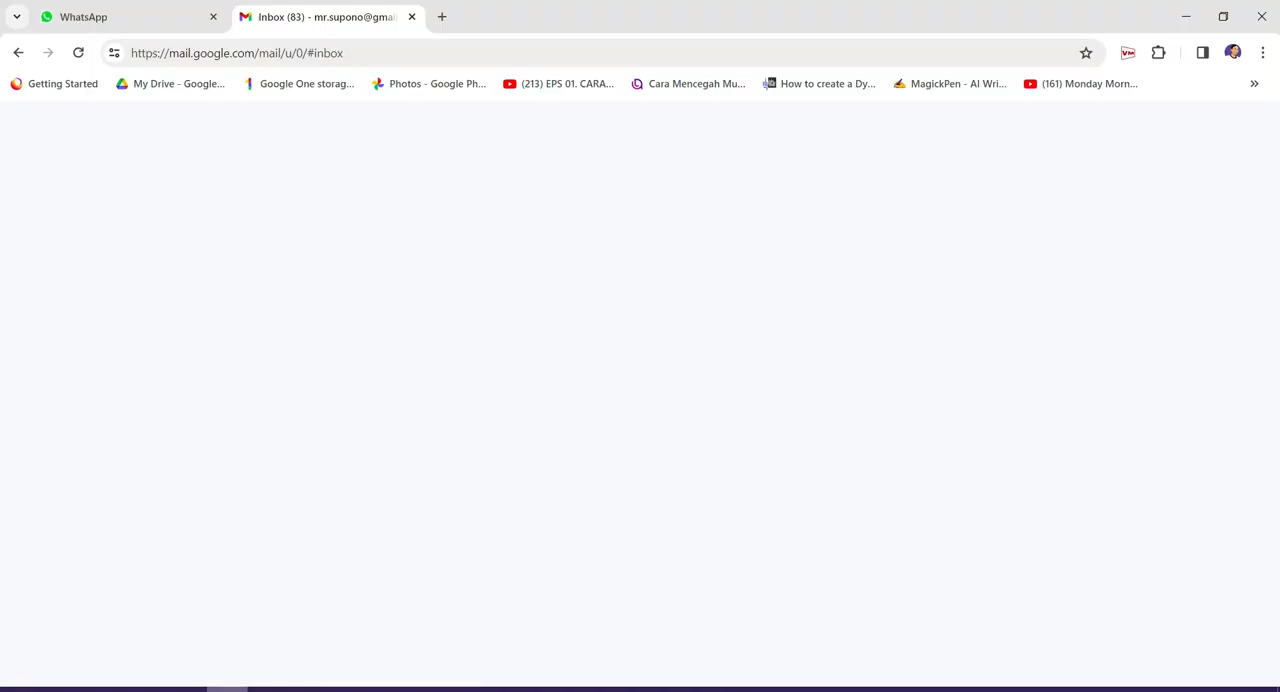 WhatsApp
Inbox (83) - mr.supono@gmai
https://mail.google.com/mail/u/0/#inbox
VM
Getting Started
My Drive - Google...
Google One storag...
Photos - Google Ph...
(213) EPS 01. CARA...
Cara Mencegah Mu...
How to create a Dy...
MagickPen - AI Wri...
(161) Monday Morn...